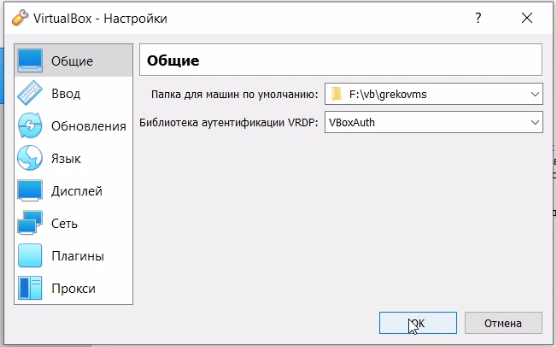 VirtualBox - Настройки
?
Общие
Ввод
Обновления
Язык
Дисплей
Сеть
Плагины
Прокси
Общие
Папка для машин по умолчанию: F:\vb\grekovms
Библиотека аутентификации VRDP: VBoxAuth
OK
Отмена